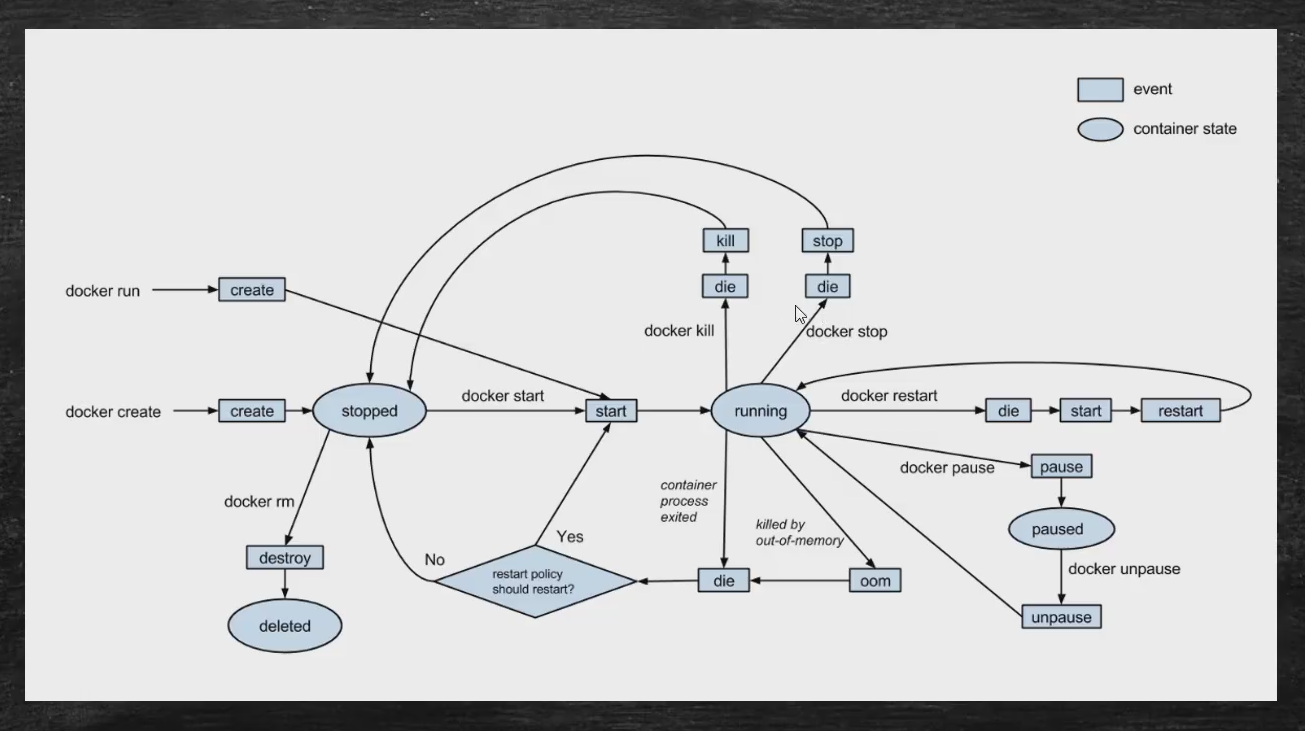 event
container state
kill
stop
die
die
docker run
create
docker kill
docker stop
docker create
create
stopped
docker start
start
running
docker restart
die
start
restart
docker pause
pause
container
process
exited
docker rm
killed by
out-of-memory
paused
Yes
No
destroy
restart policy
should restart?
die
oom
docker unpause
unpause
deleted